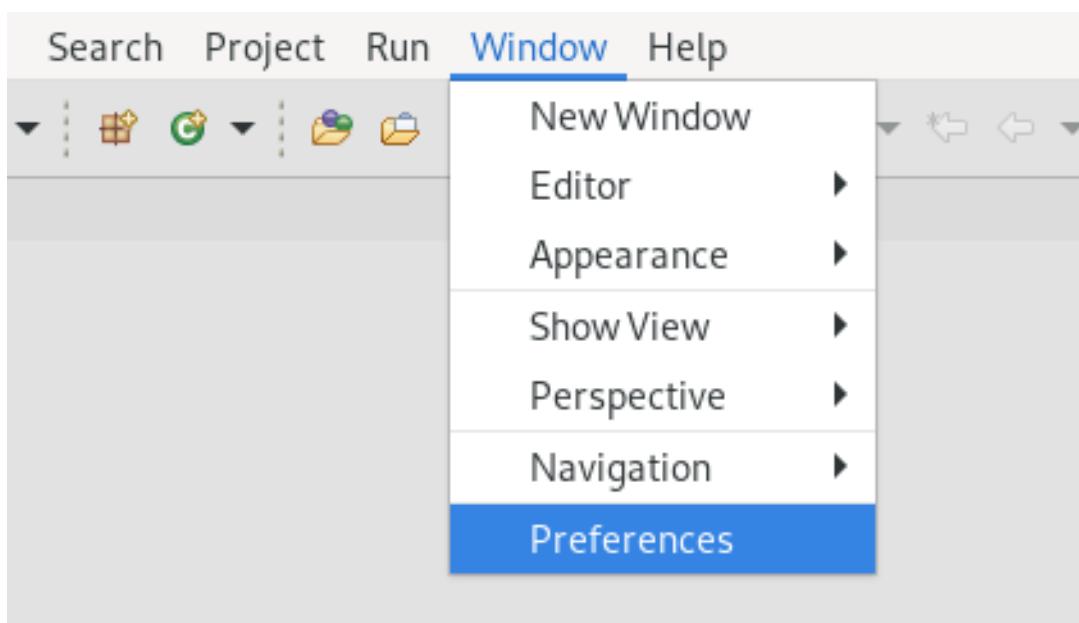 Search Project Run Window Help
New Window
Editor
Appearance
Show View
Perspective
Navigation
Preferences